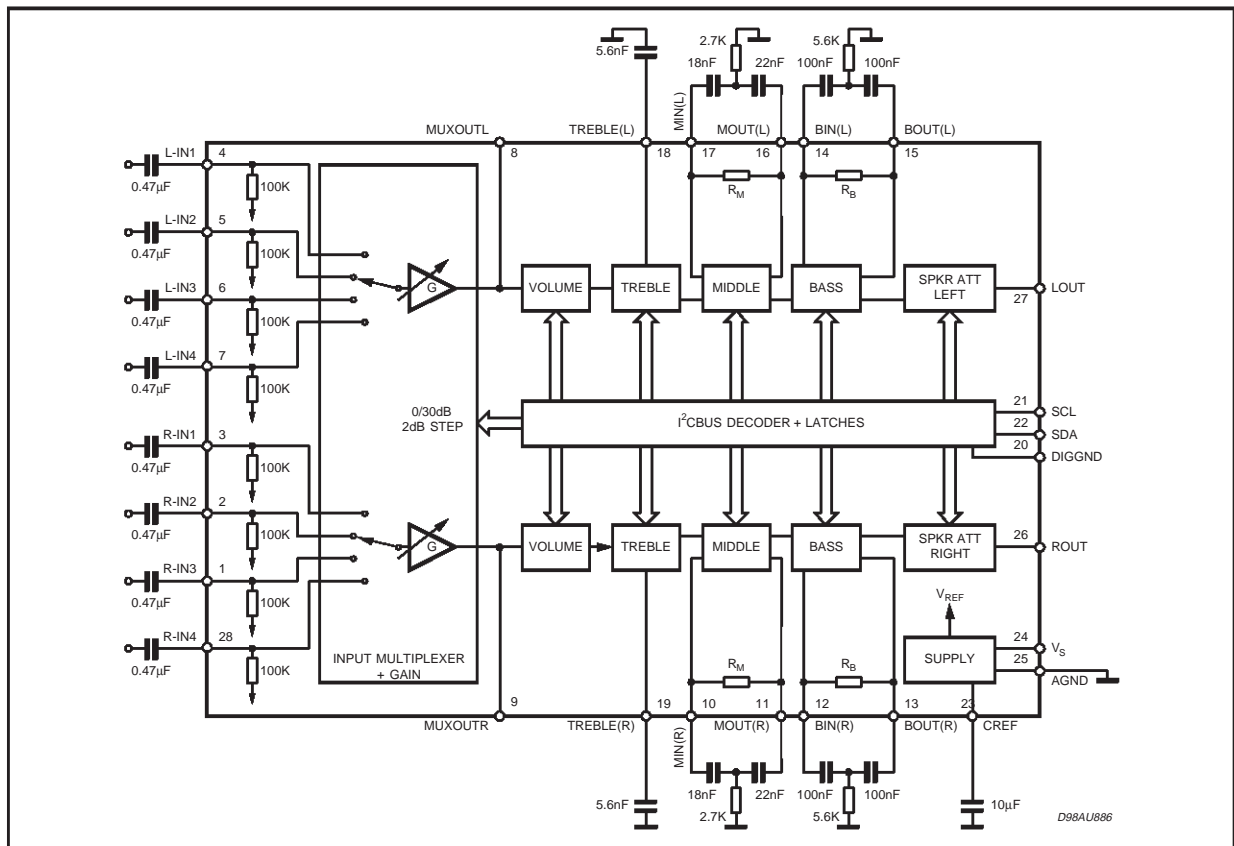 5.6nF
2.7K
18nF
22nF
5.6K
100nF
100nF
MUXOUTL
TREBLE(L)
MIN(L)
MOUT(L)
BIN(L)
BOUT(L)
8
18
17
16
14
15
L-IN1
4
0.47μF
100K
L-IN2
5
0.47μF
100K
L-IN3
6
0.47μF
100K
L-IN4
7
0.47μF
100K
RM
RB
G
VOLUME
TREBLE
MIDDLE
BASS
SPKR ATT
LEFT
27
LOUT
0/30dB
2dB STEP
I2CBUS DECODER + LATCHES
21
SCL
22
SDA
20
DIGGND
R-IN1
3
0.47μF
100K
R-IN2
2
0.47μF
100K
R-IN3
1
0.47μF
100K
R-IN4
28
0.47μF
100K
G
VOLUME
TREBLE
MIDDLE
BASS
SPKR ATT
RIGHT
26
ROUT
VREF
SUPPLY
24
VS
25
AGND
INPUT MULTIPLEXER
+ GAIN
RM
RB
9
19
10
11
12
13
23
MUXOUTR
TREBLE(R)
MIN(R)
MOUT(R)
BIN(R)
BOUT(R)
CREF
5.6nF
18nF
22nF
2.7K
100nF
100nF
5.6K
10μF
D98AU886